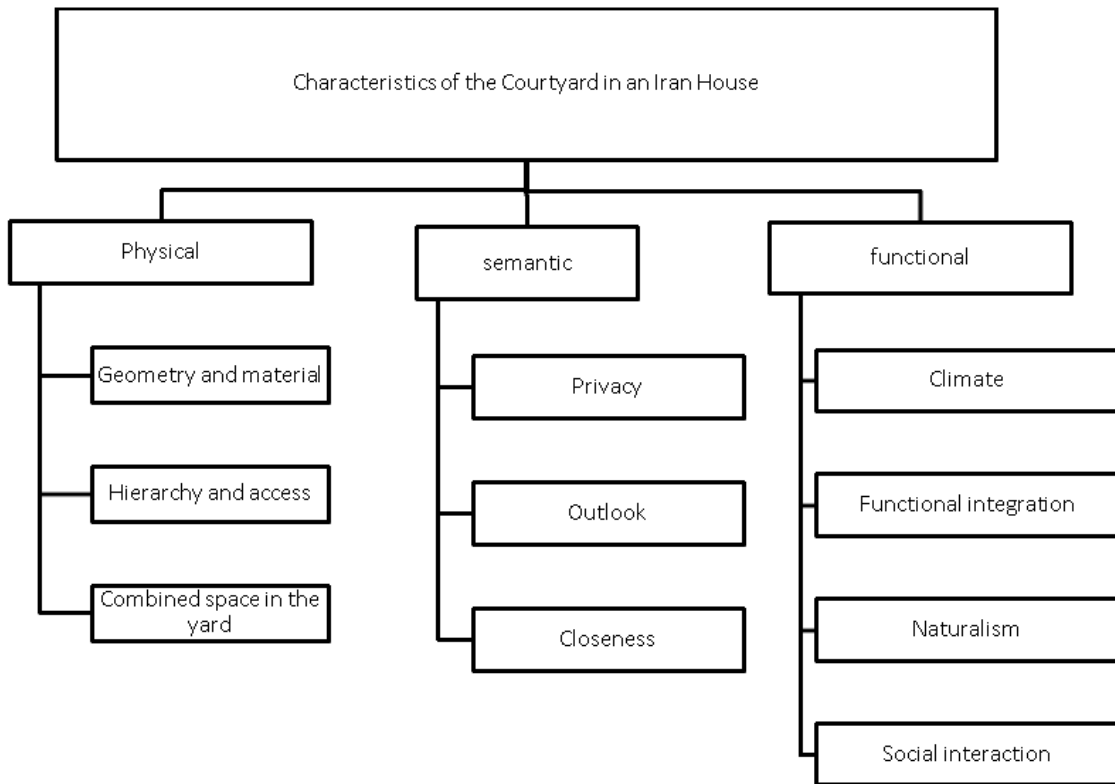 Characteristics of the Courtyard in an Iran House
Physical
Geometry and material
Hierarchy and access
Combined space in the
yard
semantic
Privacy
Outlook
Closeness
functional
Climate
Functional integration
Naturalism
Social interaction